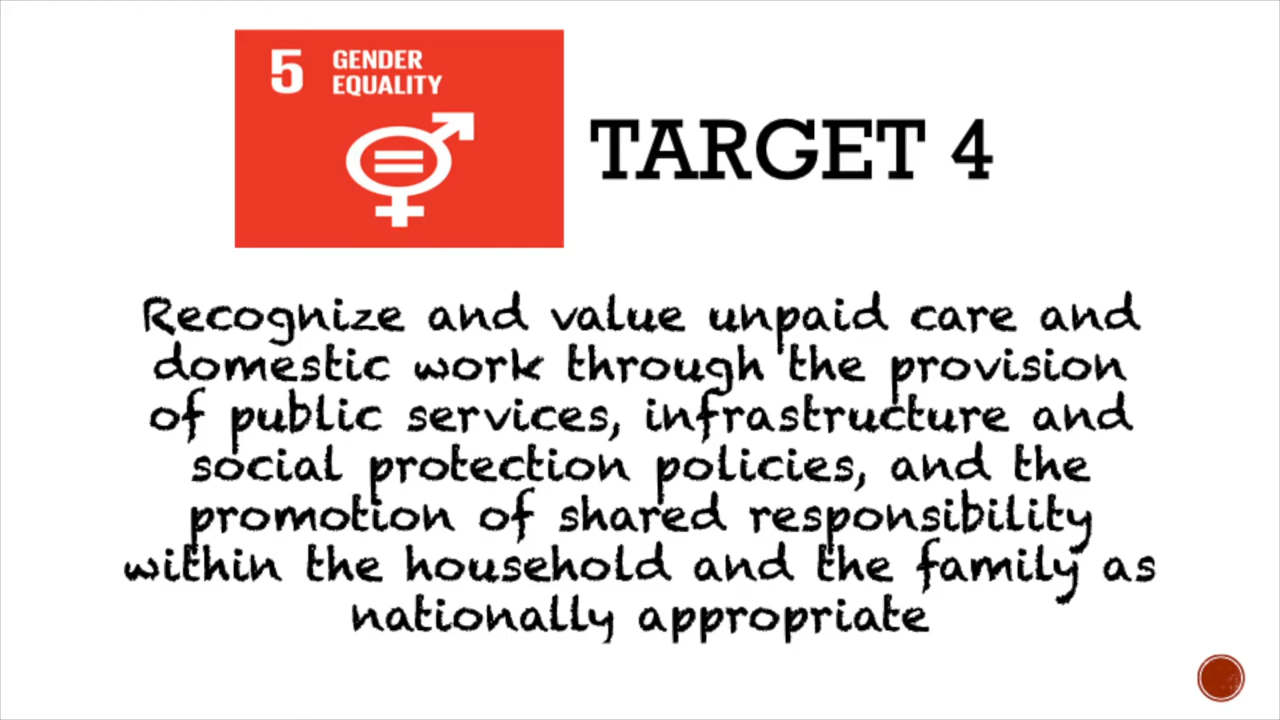 5 GENDER
EQUALITY
TARGET 4
Recognize and value unpaid care and
domestic work through the provision
of public services, infrastructure and
social protection policies, and the
promotion of shared responsibility
within the household and the family as
nationally appropriate